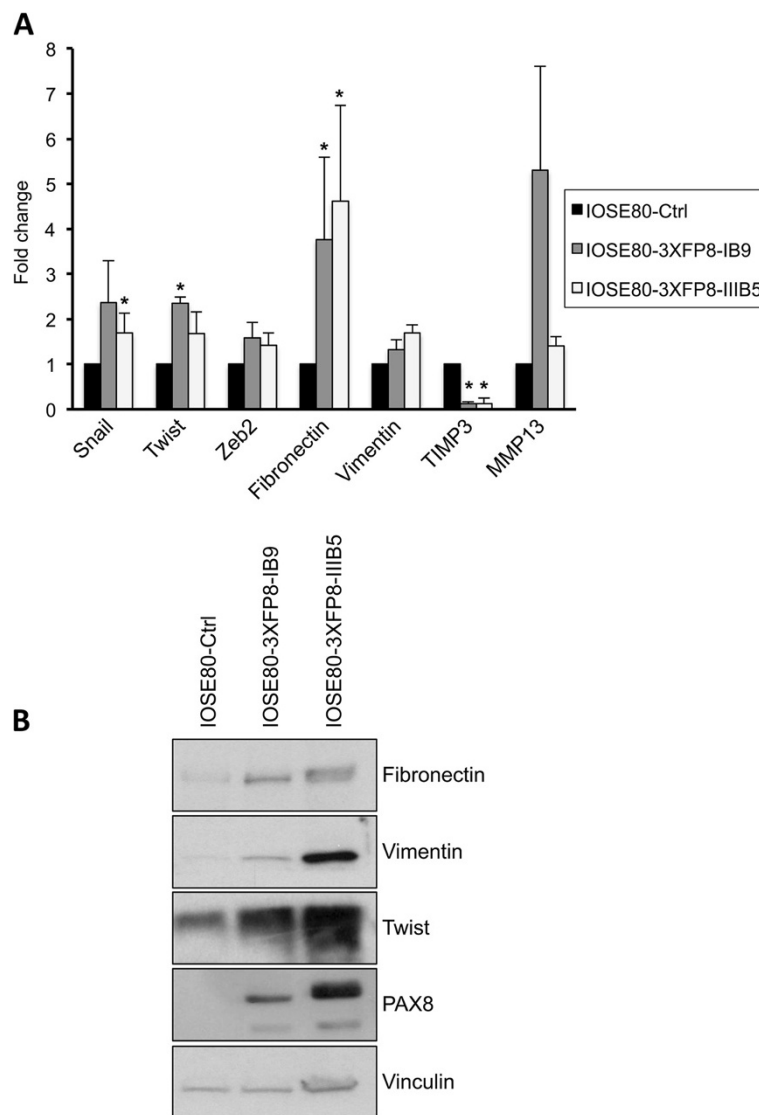 A
8
7
6
5
4
3
2
1
0
Fold change
* * * * * *
Snail Twist Zeb2 Fibronectin Vimentin TIMP3 MMP13
IOSE80-Ctrl
IOSE80-3XFP8-IB9
IOSE80-3XFP8-IIIB5
B
IOSE80-Ctrl
IOSE80-3XFP8-IB9
IOSE80-3XFP8-IIIB5
Fibronectin
Vimentin
Twist
PAX8
Vinculin